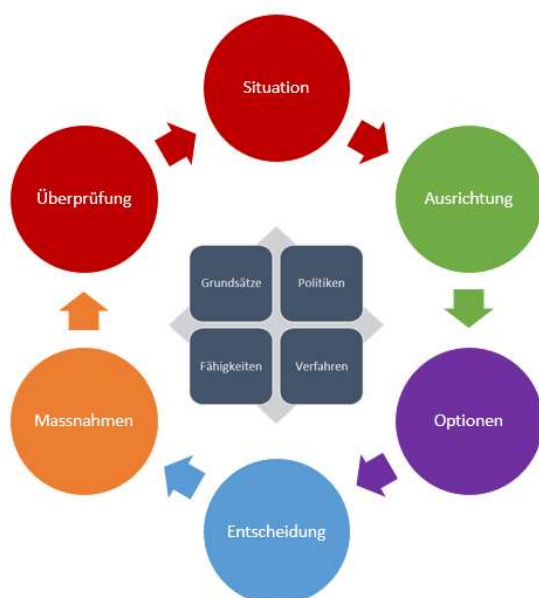 Situation
Überprüfung
Ausrichtung
Grundsätze
Politiken
Fähigkeiten
Verfahren
Massnahmen
Optionen
Entscheidung